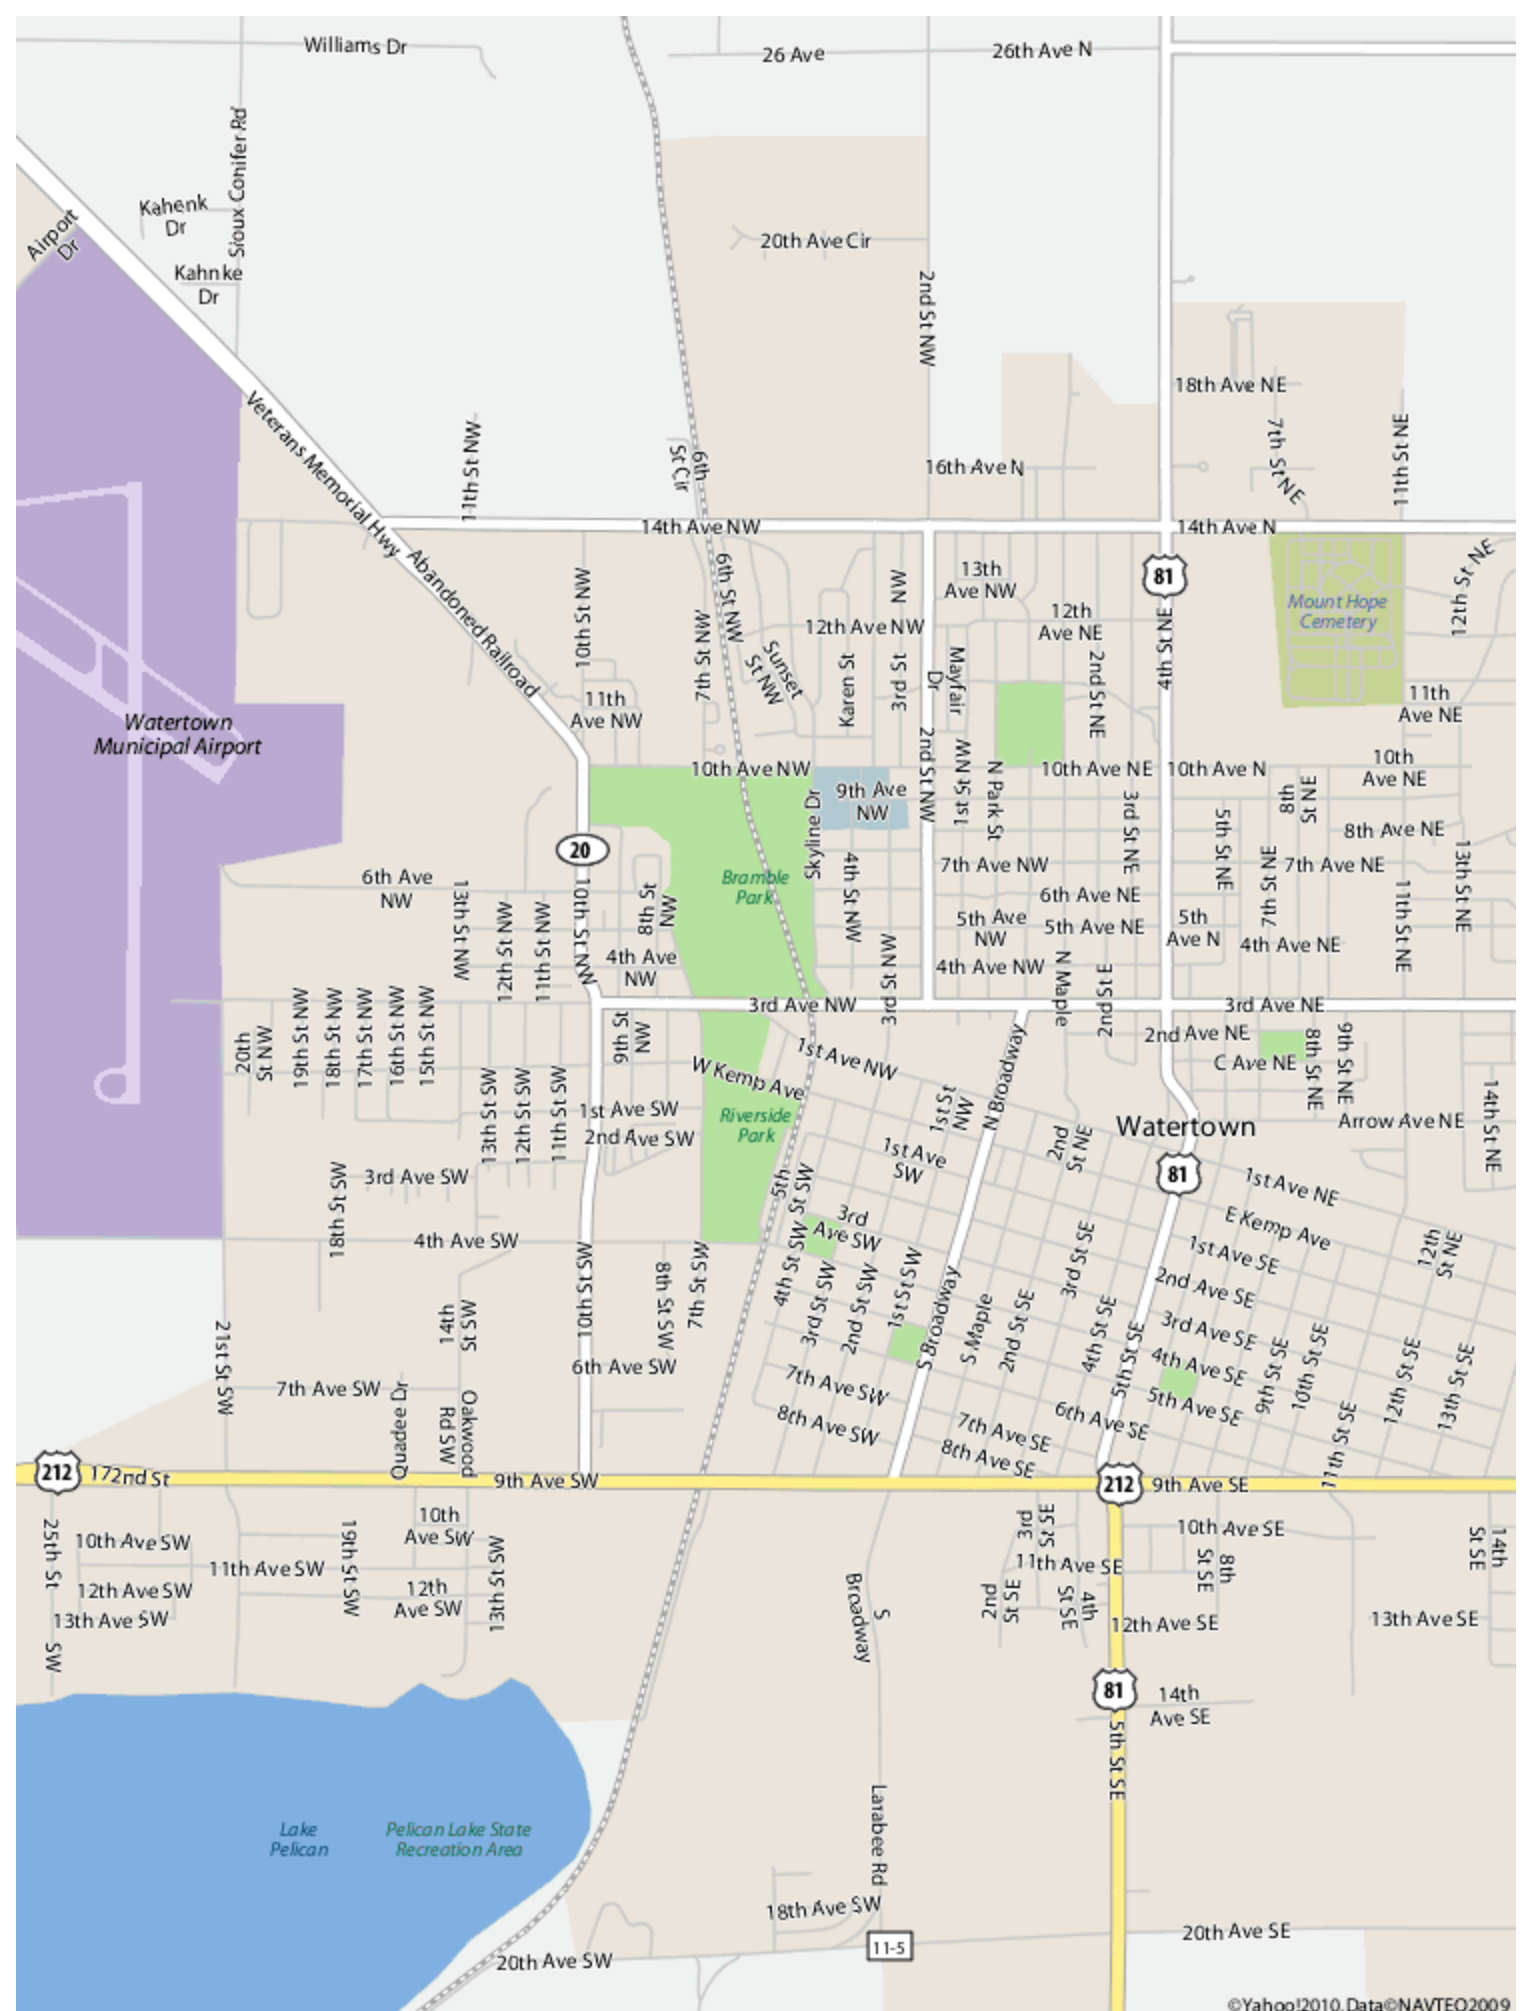 Williams Dr
26 Ave
26th Ave N
Sioux Conifer Rd
Kahenk
Dr
Airport
Dr
Kahnke
Dr
20th Ave Cir
2nd St NW
18th Ave NE
Veterans Memorial Hwy
11th St NW
6th
St Cir
16th Ave N
7th St NE
11th St NE
14th Ave NW
14th Ave N
Abandoned Railroad
10th St NW
6th St NW
7th St NW
Sunset
St NW
12th Ave NW
Karen St
3rd St NW
13th
Ave NW
12th
Ave NE
Mayfair
Dr
2nd St NE
81
4th St NE
Mount Hope
Cemetery
12th St NE
11th
Ave NE
Watertown
Municipal Airport
11th
Ave NW
10th Ave NW
9th Ave
NW
Skyline Dr
2nd St NW
1st St NW
N Park St
10th Ave NE
10th Ave N
10th
Ave NE
8th
St NE
3rd St NE
5th St NE
8th Ave NE
20
7th Ave NW
7th Ave NE
7th St NE
13th St NE
6th Ave
NW
13th St NW
12th St NW
11th St NW
10th St NW
8th St
NW
4th Ave
NW
Bramble
Park
4th St NW
3rd St NW
6th Ave NE
5th Ave
NW
5th Ave NE
5th
Ave N
4th Ave NE
11th St NE
4th Ave NW
N Maple
2nd St E
3rd Ave NW
3rd Ave NE
20th
St NW
19th St NW
18th St NW
17th St NW
16th St NW
15th St NW
9th St
NW
1st Ave NW
W Kemp Ave
N Broadway
2nd Ave NE
C Ave NE
8th St NE
9th St NE
13th St SW
12th St SW
11th St SW
1st Ave SW
2nd Ave SW
Riverside
Park
1st St
NW
1st Ave
SW
2nd
St NE
Watertown
Arrow Ave NE
14th St NE
81
3rd Ave SW
18th St SW
4th Ave SW
5th
St SW
3rd
Ave SW
1st Ave NE
E Kemp Ave
1st Ave SE
12th
St NE
2nd Ave SE
3rd Ave SE
4th Ave SE
5th Ave SE
6th Ave SE
21st St SW
14th
St SW
10th St SW
8th St SW
7th St SW
4th St SW
3rd St SW
2nd St SW
1st St SW
S Broadway
S Maple
2nd St SE
3rd St SE
4th St SE
5th St SE
9th St SE
10th St SE
11th St SE
12th St SE
13th St SE
6th Ave SW
7th Ave SW
Quadee Dr
Oakwood
Rd SW
7th Ave SW
8th Ave SW
7th Ave SE
8th Ave SE
212
172nd St
9th Ave SW
212
9th Ave SE
25th St SW
10th Ave SW
11th Ave SW
12th Ave SW
13th Ave SW
19th St SW
10th
Ave SW
12th
Ave SW
13th St SW
3rd
St SE
11th Ave SE
2nd
St SE
4th
St SE
10th Ave SE
8th
St SE
12th Ave SE
14th
St SE
13th Ave SE
S
Broadway
81
14th
Ave SE
5th St SE
Lake
Pelican
Pelican Lake State
Recreation Area
Larabee Rd
18th Ave SW
11-5
20th Ave SW
20th Ave SE
©Yahoo!2010, Data©NAVTEQ2009